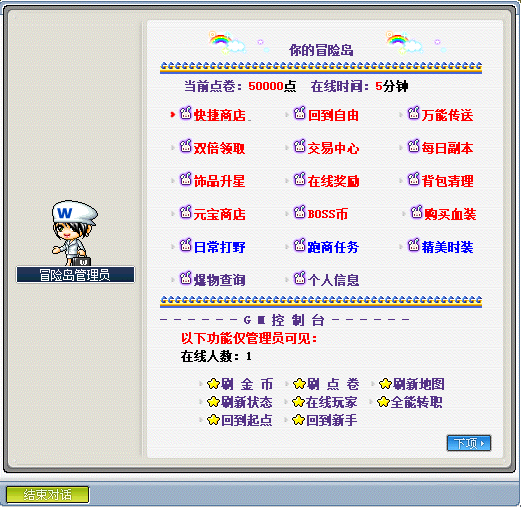 你的冒险岛
当前点卷：50000点 在线时间：5分钟
快捷商店 回到自由 万能传送
双倍领取 交易中心 每日副本
饰品升星 在线奖励 背包清理
元宝商店 BOSS币 购买血装
W
日常打野 跑商任务 精美时装
冒险岛管理员
爆物查询 个人信息
------ＧＭ控制台------
以下功能仅管理员可见：
在线人数：1
刷金币 刷点卷 刷新地图
刷新状态 在线玩家 全能转职
回到起点 回到新手
下项
结束对话